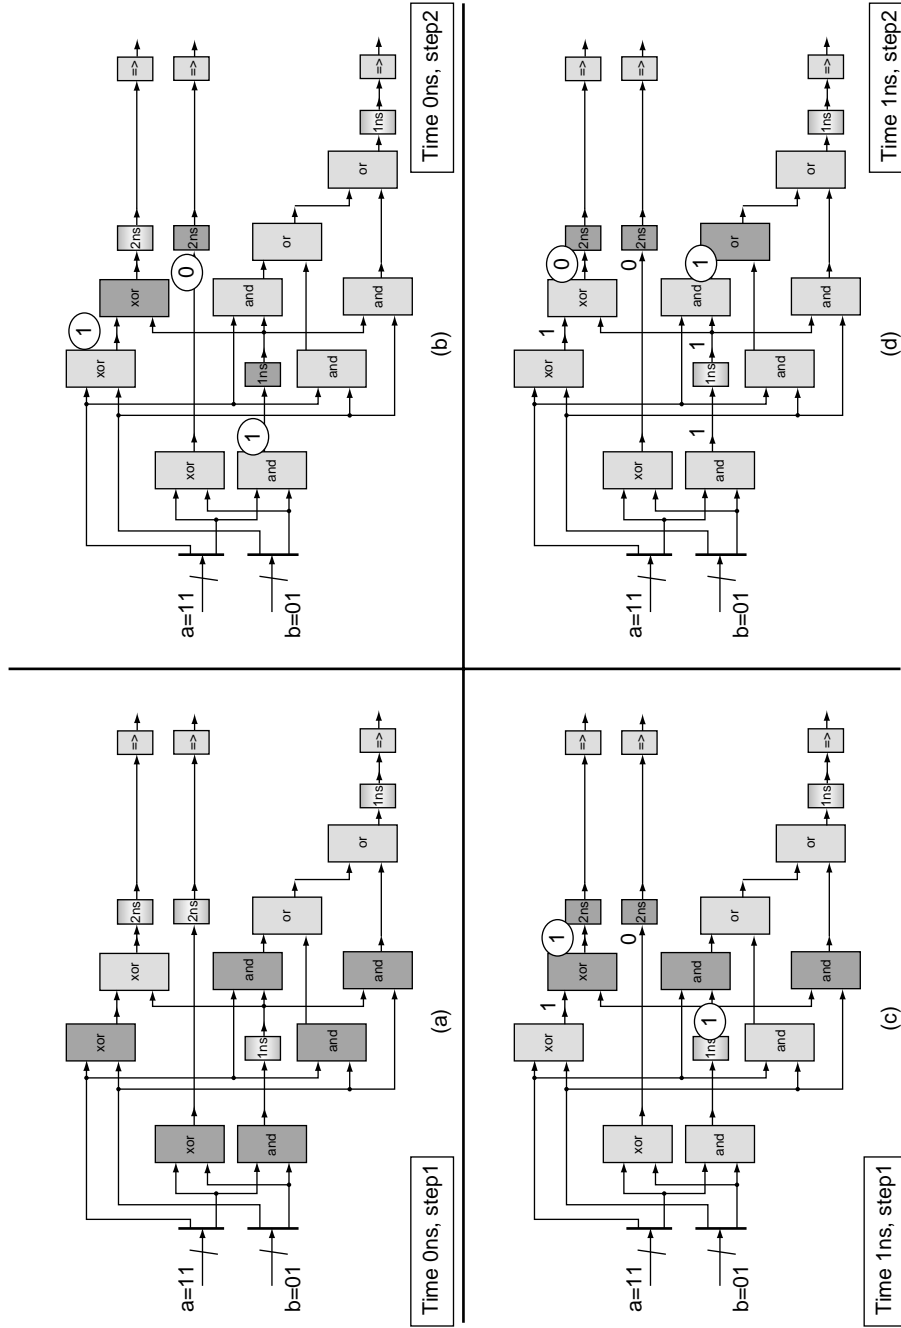 xor
xor
2ns
=>
a=11
xor
2ns
=>
and
1ns
and
or
b=01
and
or
and
1ns
=>
(a)
Time 0ns, step1
xor
1
xor
2ns
=>
a=11
xor
0
2ns
=>
and
1
1ns
and
or
b=01
and
or
and
1ns
=>
(b)
Time 0ns, step2
xor
1
xor
1
2ns
=>
a=11
xor
0
2ns
=>
and
1ns
1
and
or
b=01
and
or
and
1ns
=>
(c)
Time 1ns, step1
xor
1
xor
0
2ns
=>
a=11
xor
0
2ns
=>
and
1
1ns
1
and
1
or
b=01
and
or
and
1ns
=>
(d)
Time 1ns, step2